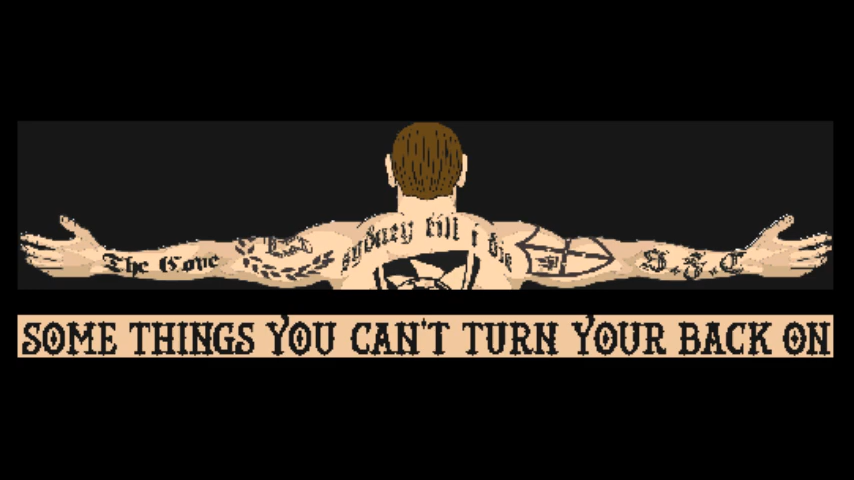 sydney till i die
The Cove
S.F.C
SOME THINGS YOU CAN'T TURN YOUR BACK ON